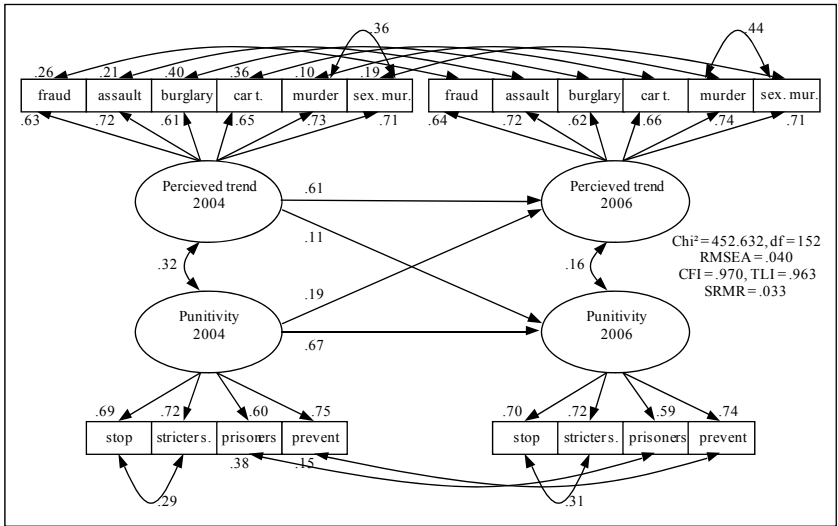 .36 .44
.26 .21 .40 .36 .10 .19
fraud assault burglary car t. murder sex. mur. fraud assault burglary car t. murder sex. mur.
.63 .72 .61 .65 .73 .71 .64 .72 .62 .66 .74 .71
Percieved trend
2004
.61
Percieved trend
2006
.11
.32
.16
Chi² = 452.632, df = 152
RMSEA = .040
CFI = .970, TLI = .963
SRMR = .033
.19
Punitivity
2004
.67
Punitivity
2006
.69 .72 .60 .75 .70 .72 .59 .74
stop stricter s. prisoners prevent stop stricter s. prisoners prevent
.38 .15
.29 .31